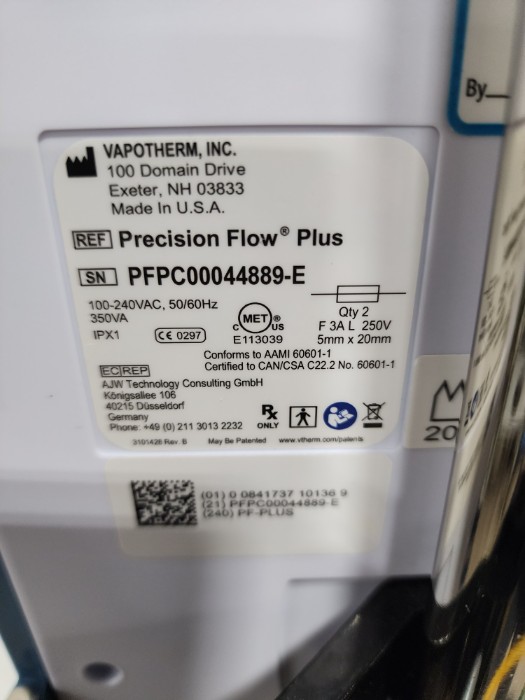 By
VAPOTHERM, INC.
100 Domain Drive
Exeter, NH 03833
Made In U.S.A.
REF Precision Flow® Plus
SN PFPC00044889-E
100-240VAC, 50/60Hz
350VA
IPX1
CE 0297
C MET ® US
E113039
Qty 2
F 3A L 250V
5mm x 20mm
Conforms to AAMI 60601-1
Certified to CAN/CSA C22.2 No. 60601-1
EC REP
AJW Technology Consulting GmbH
Königsallee 106
40215 Düsseldorf
Germany
Phone: +49 (0) 211 3013 2232
Rx ONLY
3101426 Rev. B May Be Patented www.vtherm.com/patents
20
(01) 0 0841737 10136 9
(21) PFPC00044889-E
(240) PF-PLUS